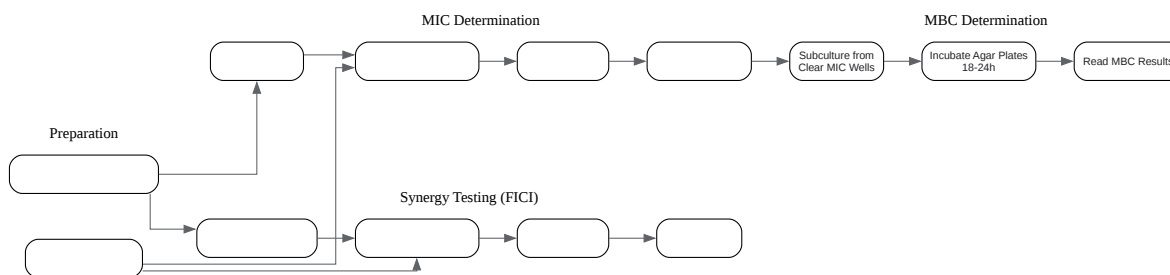 MIC Determination
MBC Determination
Subculture from
Clear MIC Wells
Incubate Agar Plates
18-24h
Read MBC Results
Preparation
Synergy Testing (FICI)